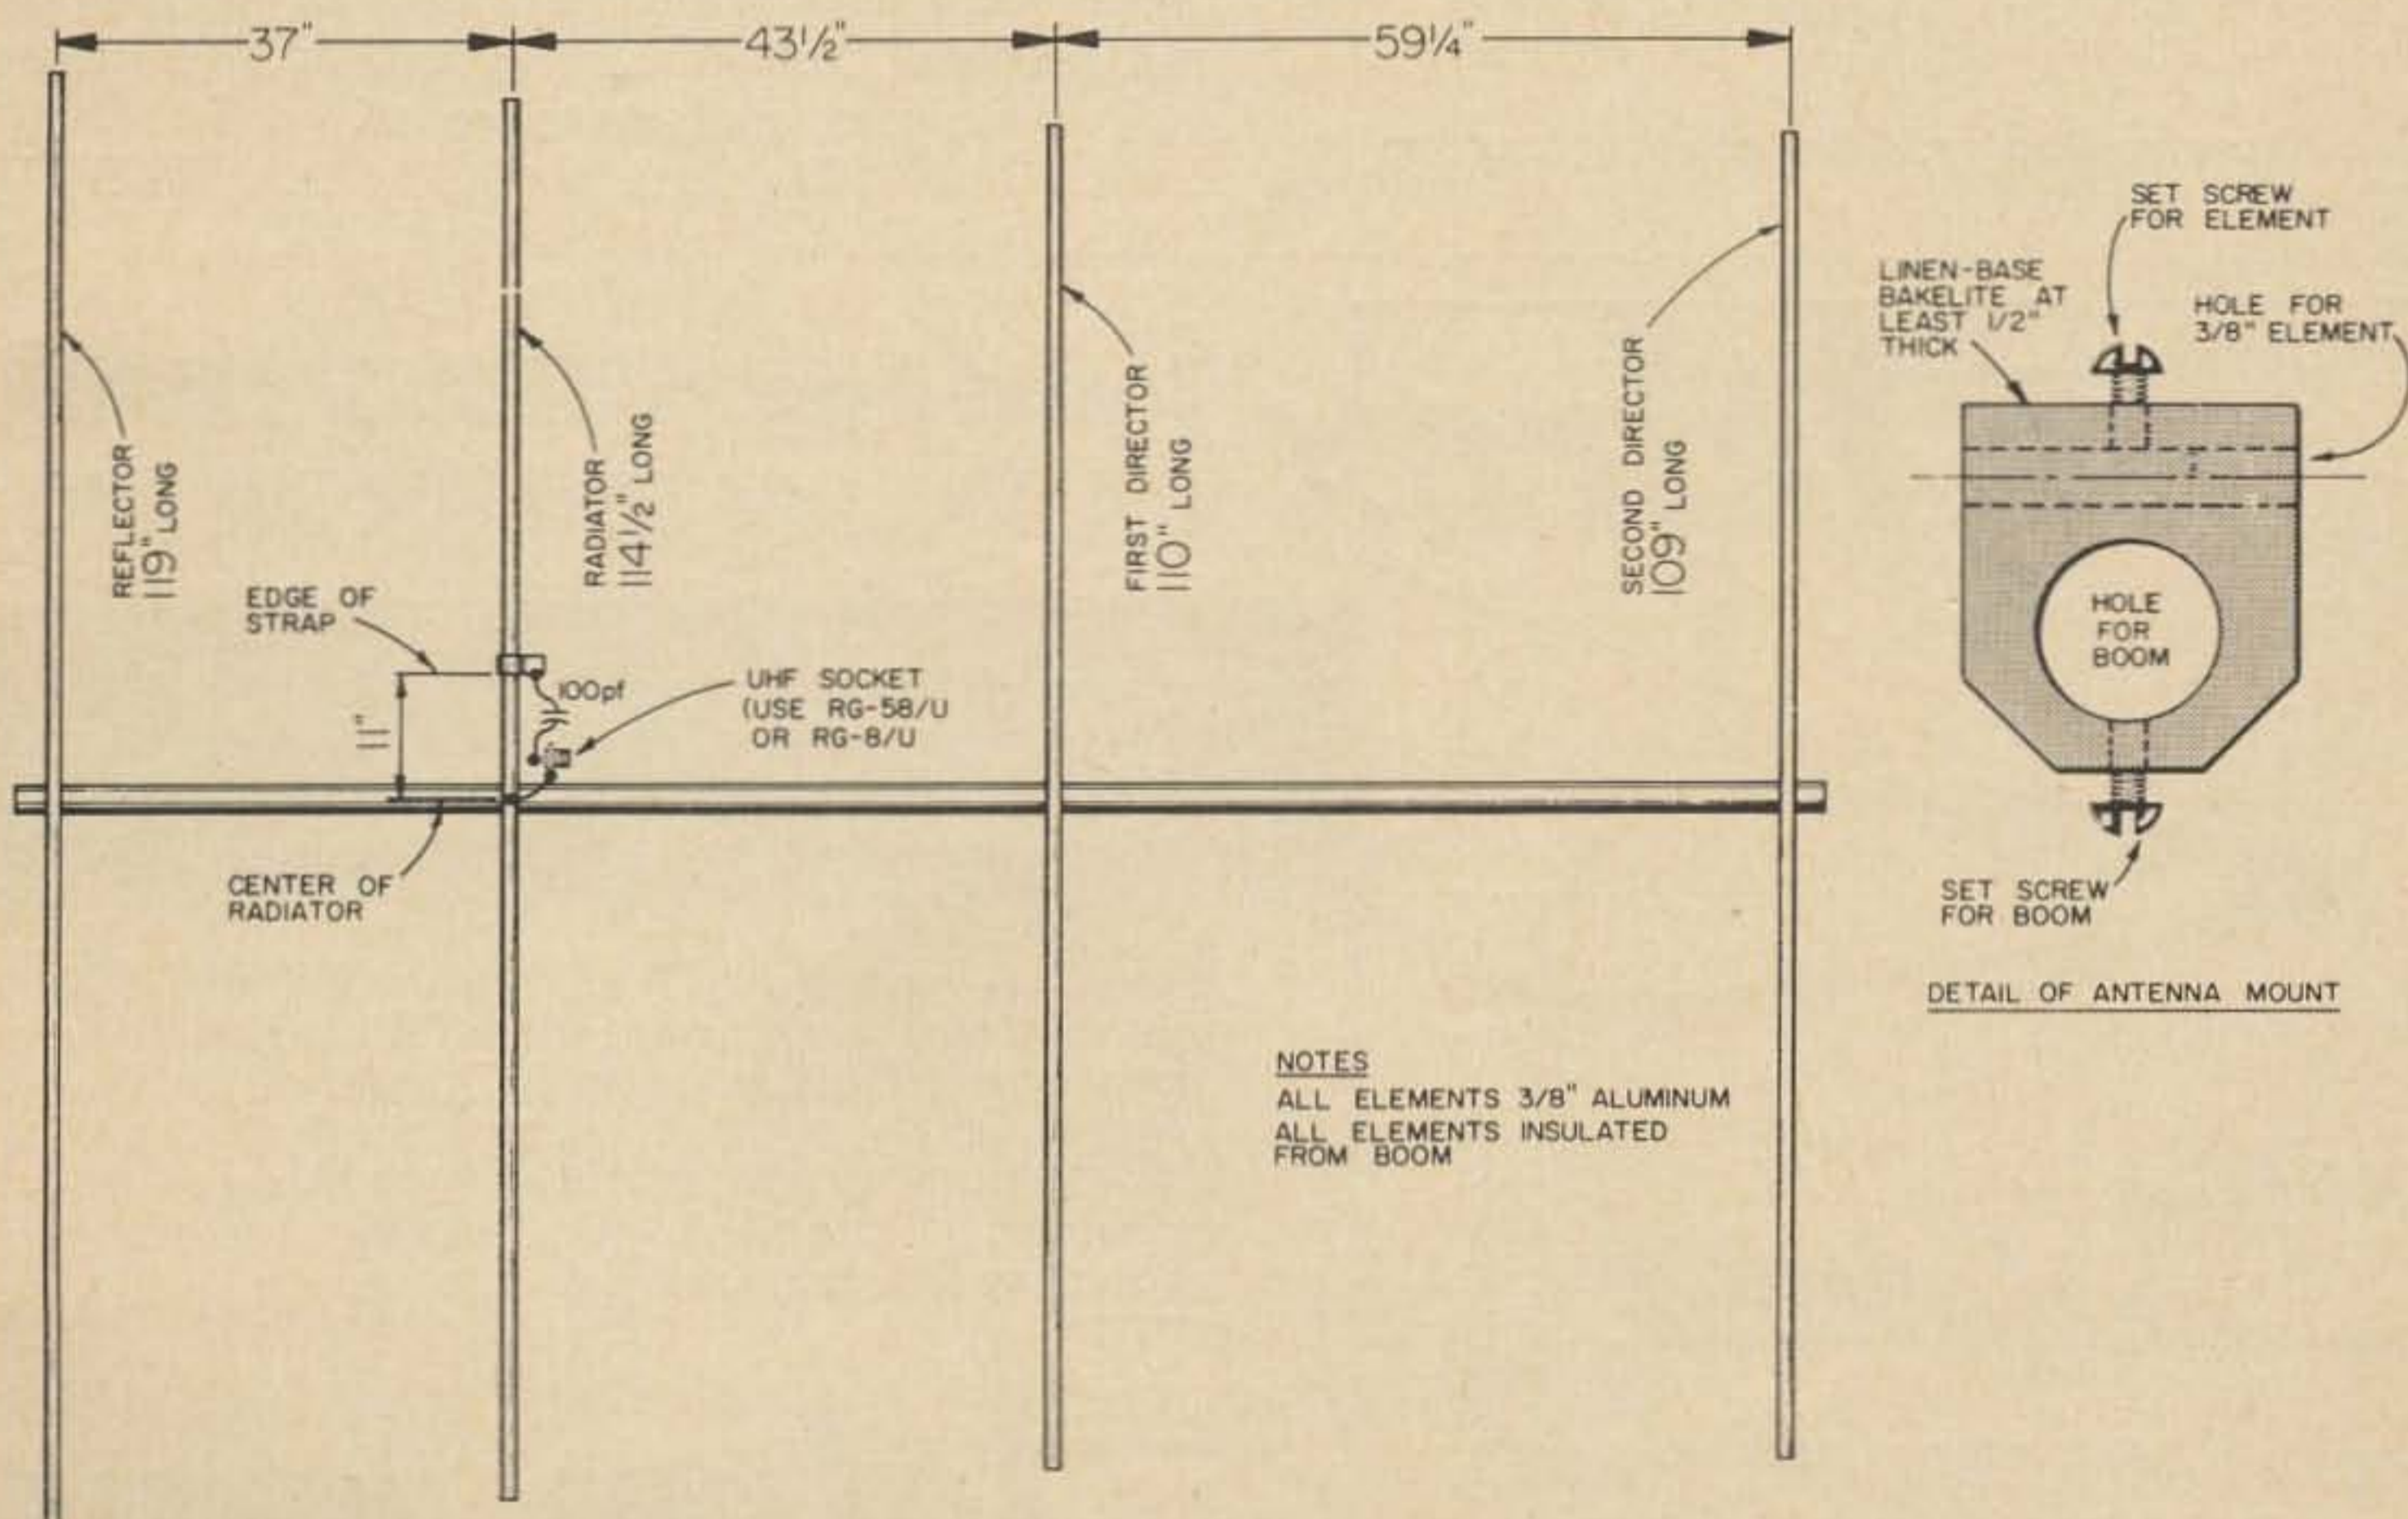 37"
43½"
59¼"
REFLECTOR
119" LONG
RADIATOR
114½" LONG
FIRST DIRECTOR
110" LONG
SECOND DIRECTOR
109" LONG
EDGE OF
STRAP
11"
100pf
UHF SOCKET
(USE RG-58/U
OR RG-8/U
CENTER OF
RADIATOR
NOTES
ALL ELEMENTS 3/8" ALUMINUM
ALL ELEMENTS INSULATED
FROM BOOM
SET SCREW
FOR ELEMENT
LINEN-BASE
BAKELITE AT
LEAST 1/2"
THICK
HOLE FOR
3/8" ELEMENT
HOLE
FOR
BOOM
SET SCREW
FOR BOOM
DETAIL OF ANTENNA MOUNT